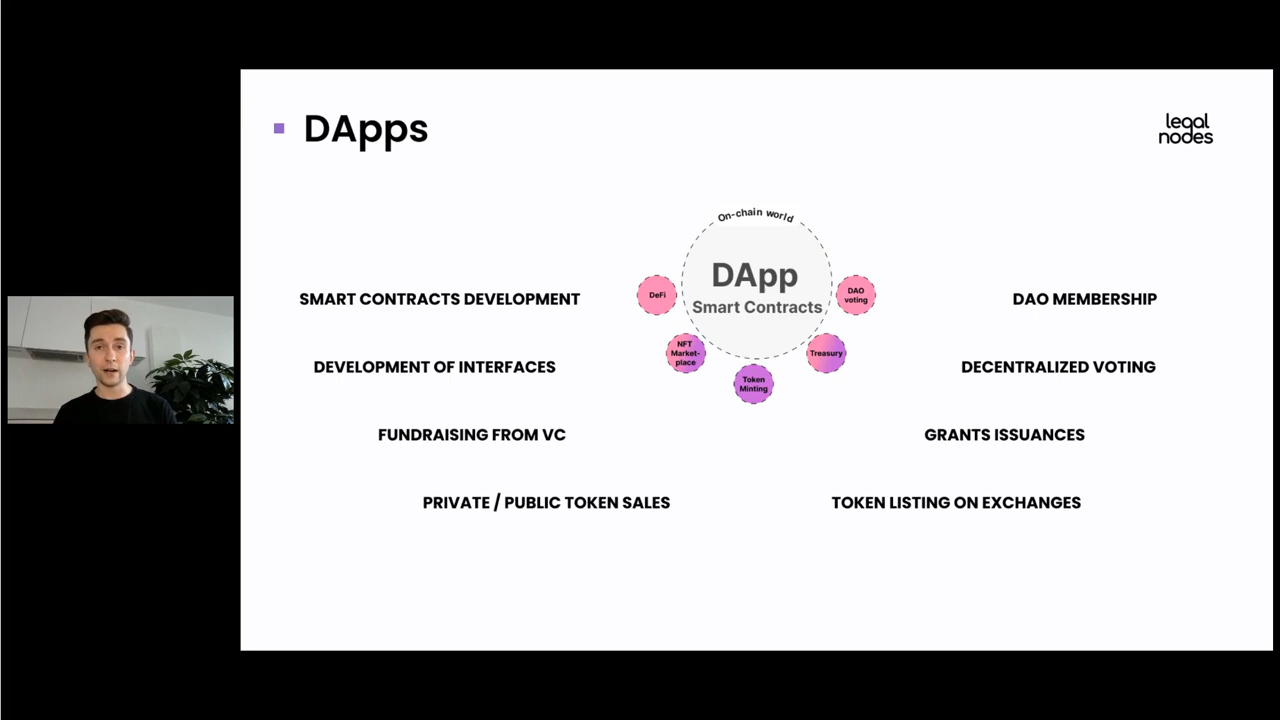 DApps
legal
nodes
On-chain world
DApp
Smart Contracts
DeFi
DAO
voting
NFT
Market-
place
Treasury
Token
Minting
SMART CONTRACTS DEVELOPMENT
DEVELOPMENT OF INTERFACES
FUNDRAISING FROM VC
PRIVATE / PUBLIC TOKEN SALES
DAO MEMBERSHIP
DECENTRALIZED VOTING
GRANTS ISSUANCES
TOKEN LISTING ON EXCHANGES